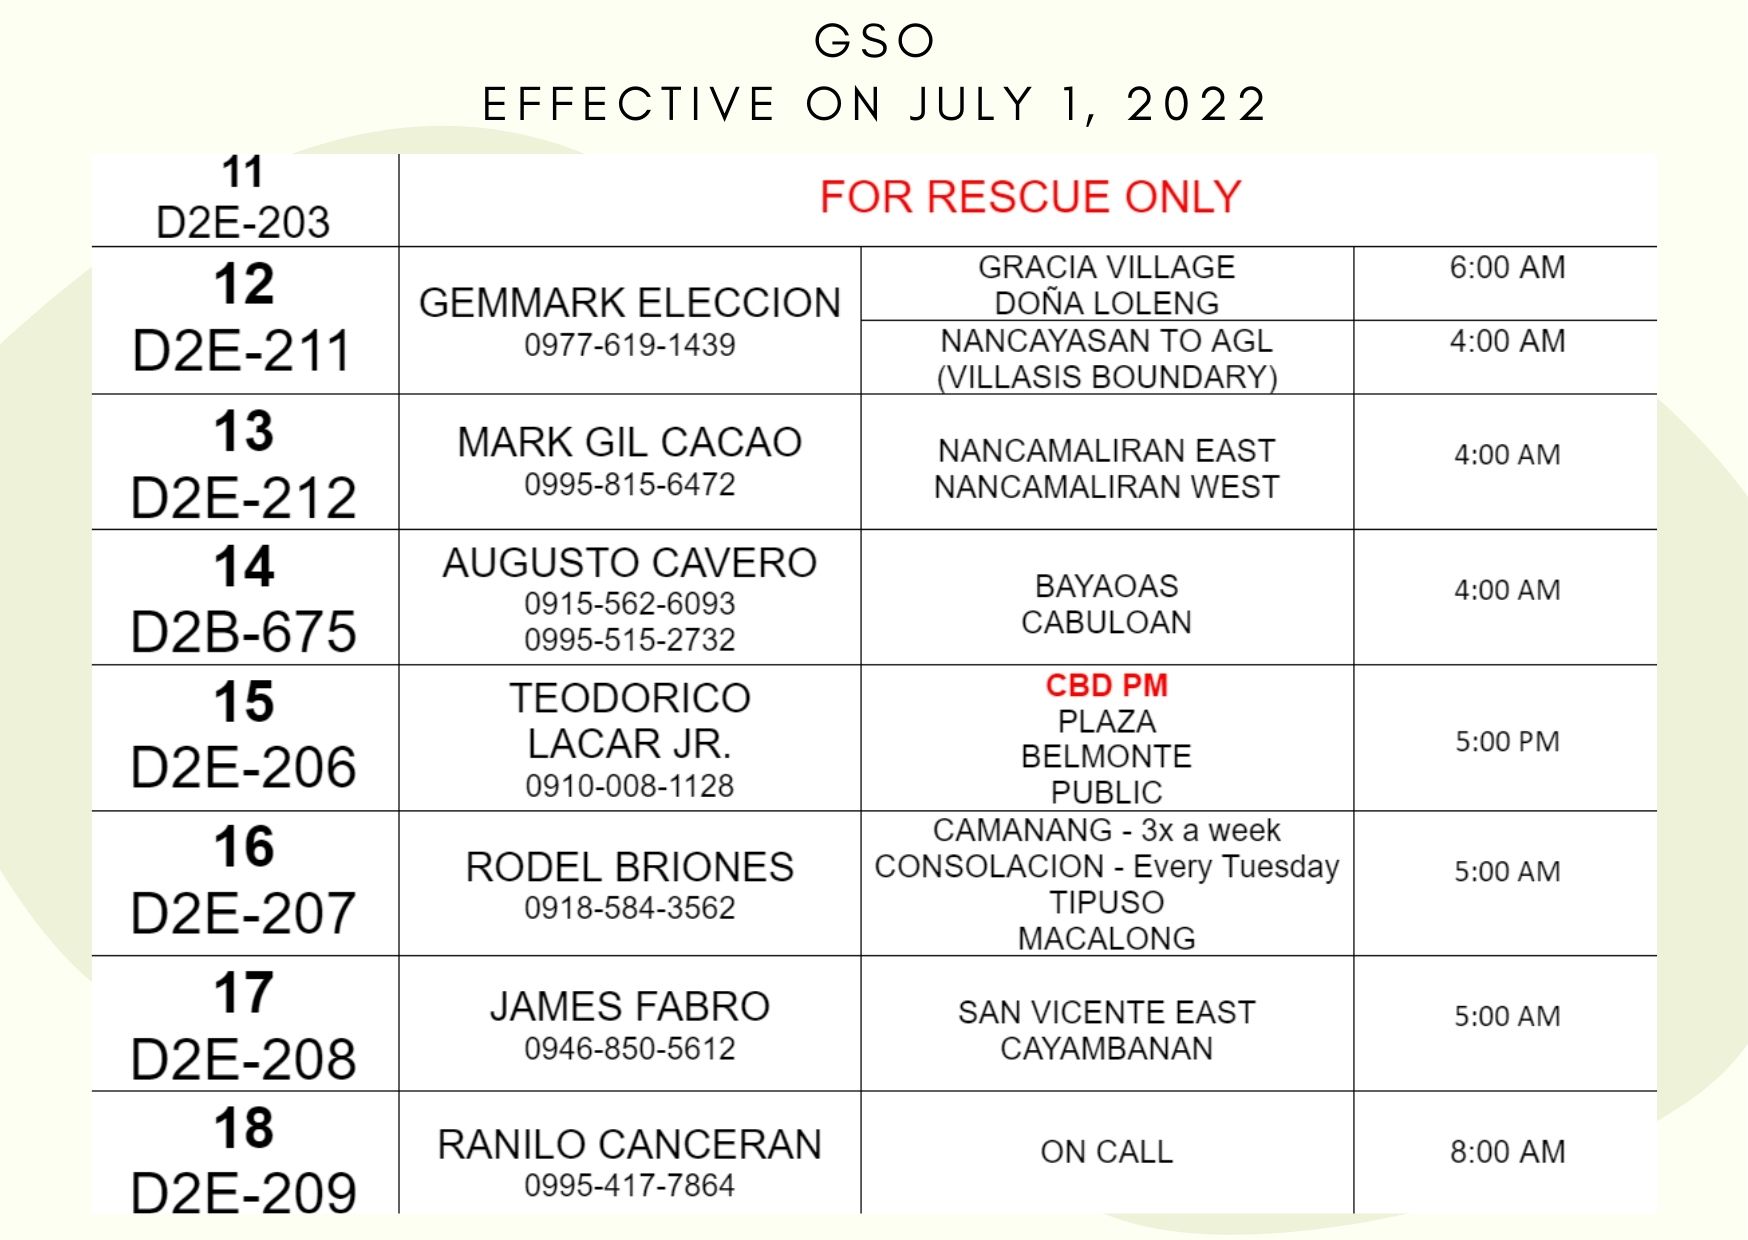 GSO
EFFECTIVE ON JULY 1, 2022
11
D2E-203
FOR RESCUE ONLY
12
D2E-211
GEMMARK ELECCION
0977-619-1439
GRACIA VILLAGE
DOÑA LOLENG
6:00 AM
NANCAYASAN TO AGL
(VILLASIS BOUNDARY)
4:00 AM
13
D2E-212
MARK GIL CACAO
0995-815-6472
NANCAMALIRAN EAST
NANCAMALIRAN WEST
4:00 AM
14
D2B-675
AUGUSTO CAVERO
0915-562-6093
0995-515-2732
BAYAOAS
CABULOAN
4:00 AM
15
D2E-206
TEODORICO
LACAR JR.
0910-008-1128
CBD PM
PLAZA
BELMONTE
PUBLIC
5:00 PM
16
D2E-207
RODEL BRIONES
0918-584-3562
CAMANANG - 3x a week
CONSOLACION - Every Tuesday
TIPUSO
MACALONG
5:00 AM
17
D2E-208
JAMES FABRO
0946-850-5612
SAN VICENTE EAST
CAYAMBANAN
5:00 AM
18
D2E-209
RANILO CANCERAN
0995-417-7864
ON CALL
8:00 AM